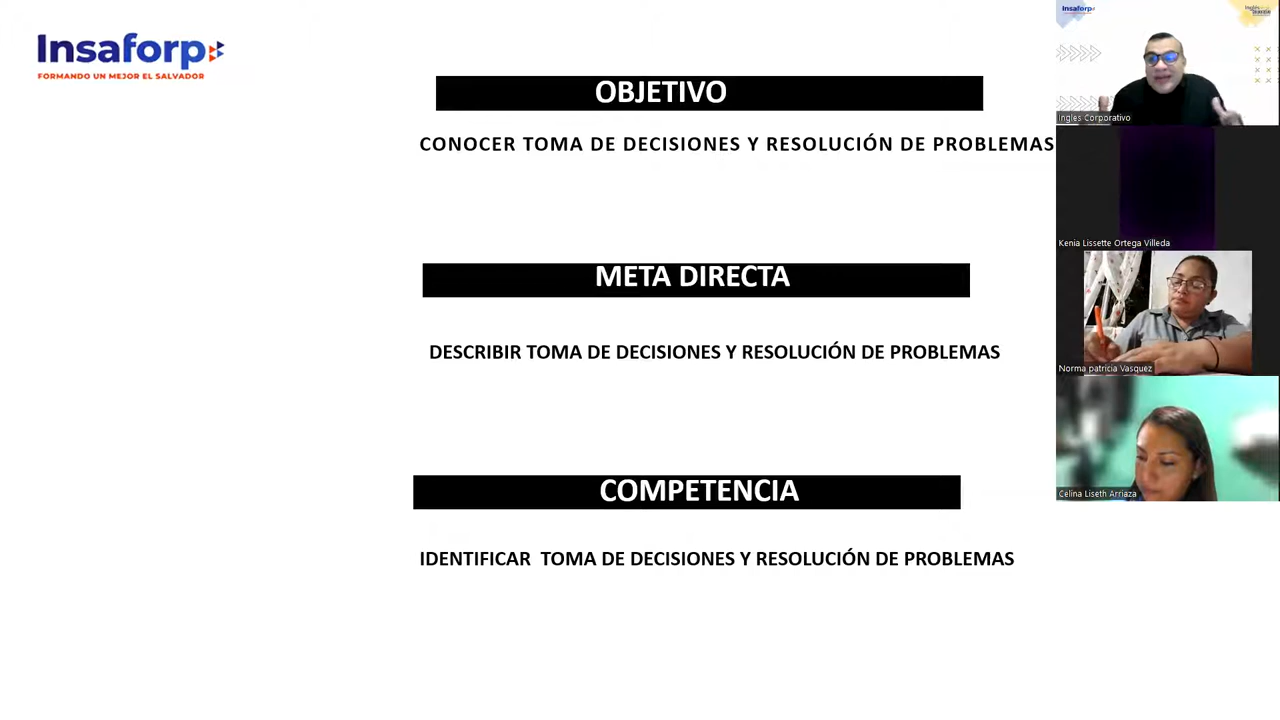 Insaforp
FORMANDO UN MEJOR EL SALVADOR
OBJETIVO
CONOCER TOMA DE DECISIONES Y RESOLUCIÓN DE PROBLEMAS
META DIRECTA
DESCRIBIR TOMA DE DECISIONES Y RESOLUCIÓN DE PROBLEMAS
COMPETENCIA
IDENTIFICAR TOMA DE DECISIONES Y RESOLUCIÓN DE PROBLEMAS
Insaforp
Ingles Corporativo
Kenia Lissette Ortega Villeda
Norma patricia Vasquez
Celina Liseth Arriaza